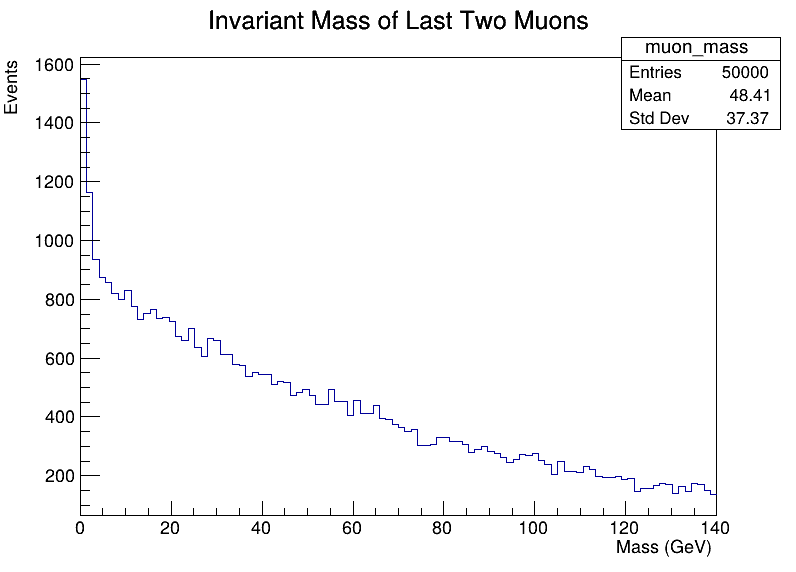 Invariant Mass of Last Two Muons
muon_mass
Entries 50000
Mean 48.41
Std Dev 37.37
Events
1600
1400
1200
1000
800
600
400
200
0 20 40 60 80 100 120 140
Mass (GeV)